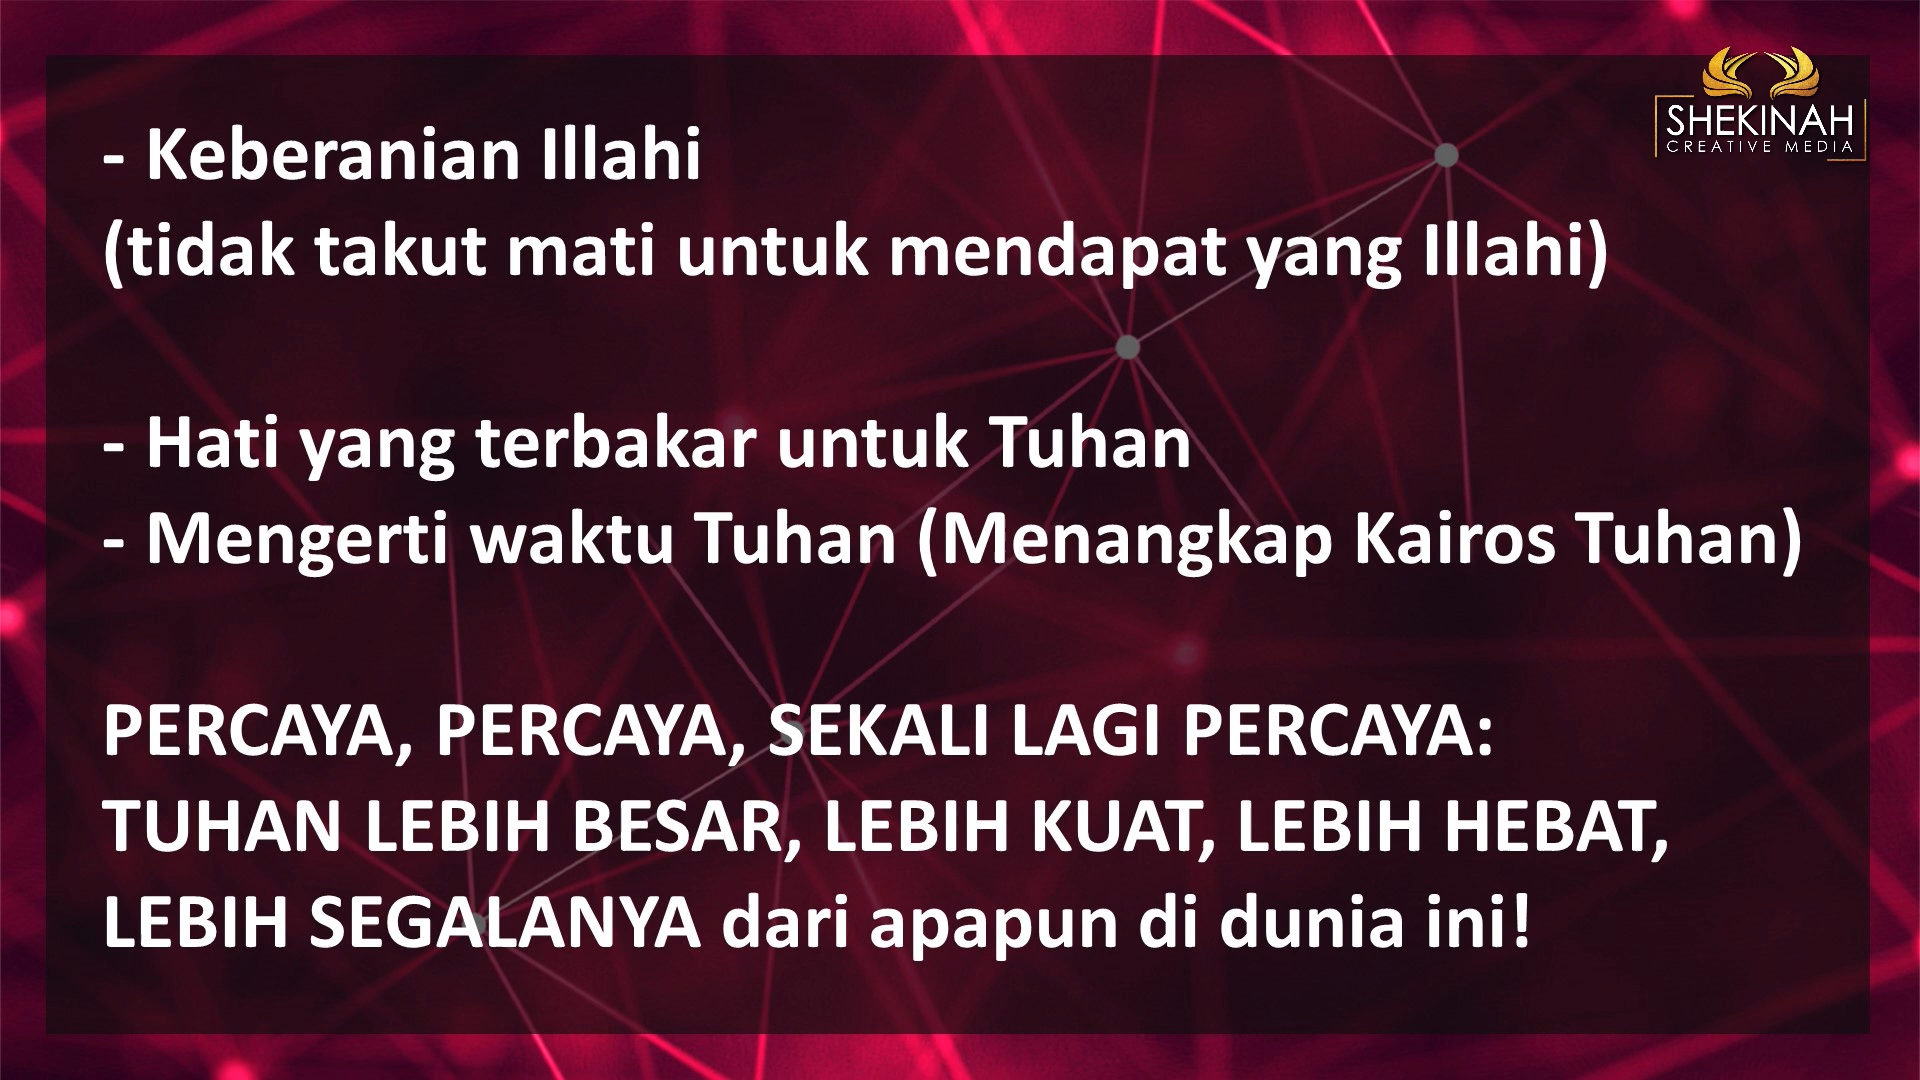 SHEKINAH
CREATIVE MEDIA
- Keberanian Illahi
(tidak takut mati untuk mendapat yang Illahi)
- Hati yang terbakar untuk Tuhan
- Mengerti waktu Tuhan (Menangkap Kairos Tuhan)
PERCAYA, PERCAYA, SEKALI LAGI PERCAYA:
TUHAN LEBIH BESAR, LEBIH KUAT, LEBIH HEBAT,
LEBIH SEGALANYA dari apapun di dunia ini!